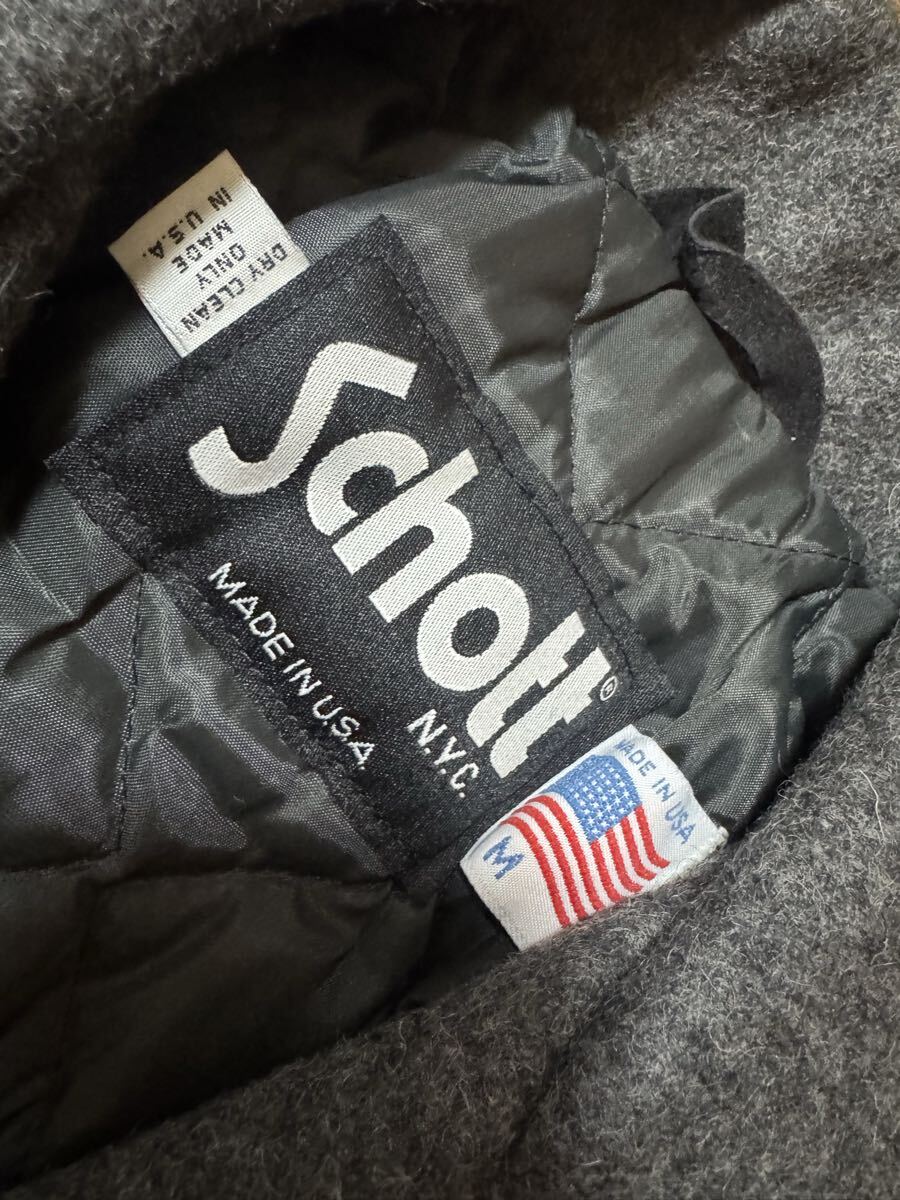 DRY CLEAN
ONLY
MADE
IN U.S.A.
Schott®
N.Y.C.
MADE IN U.S.A.
MADE IN USA
M